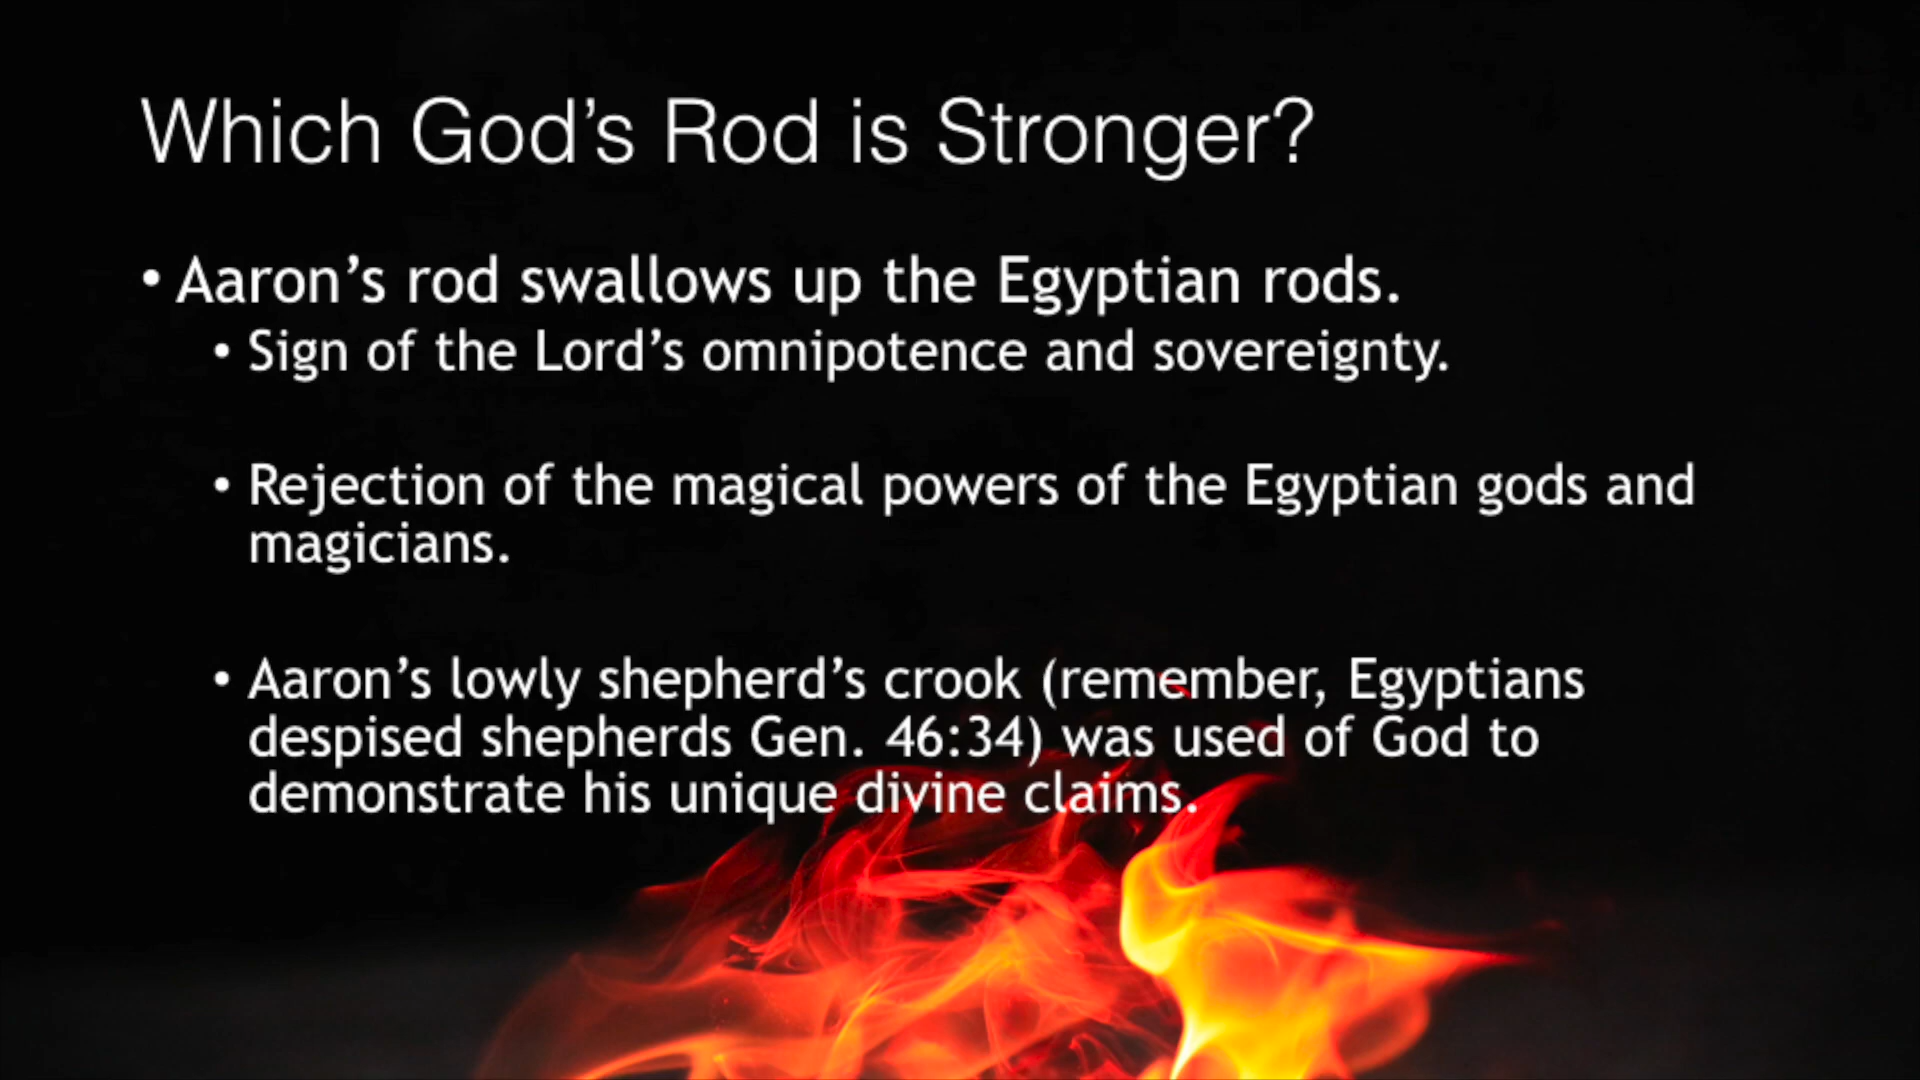 Which God’s Rod is Stronger?
• Aaron’s rod swallows up the Egyptian rods.
• Sign of the Lord’s omnipotence and sovereignty.
• Rejection of the magical powers of the Egyptian gods and
magicians.
• Aaron’s lowly shepherd’s crook (remember, Egyptians
despised shepherds Gen. 46:34) was used of God to
demonstrate his unique divine claims.